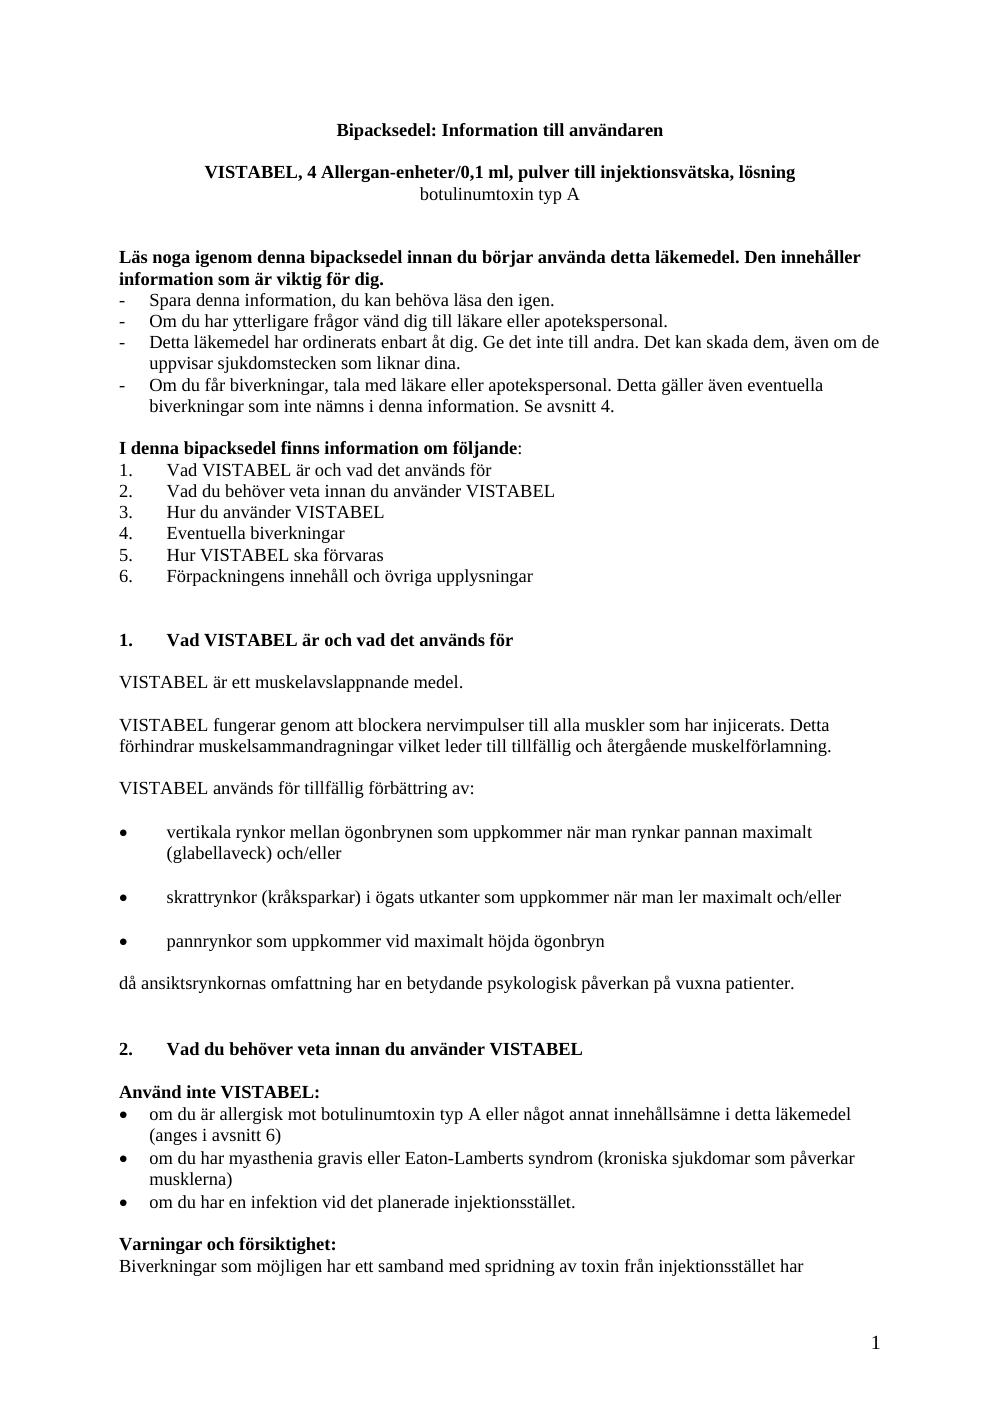 Bipacksedel: Information till användaren
VISTABEL, 4 Allergan-enheter/0,1 ml, pulver till injektionsvätska, lösning
botulinumtoxin typ A
Läs noga igenom denna bipacksedel innan du börjar använda detta läkemedel. Den innehåller
information som är viktig för dig.
- Spara denna information, du kan behöva läsa den igen.
- Om du har ytterligare frågor vänd dig till läkare eller apotekspersonal.
- Detta läkemedel har ordinerats enbart åt dig. Ge det inte till andra. Det kan skada dem, även om de
uppvisar sjukdomstecken som liknar dina.
- Om du får biverkningar, tala med läkare eller apotekspersonal. Detta gäller även eventuella
biverkningar som inte nämns i denna information. Se avsnitt 4.
I denna bipacksedel finns information om följande:
1. Vad VISTABEL är och vad det används för
2. Vad du behöver veta innan du använder VISTABEL
3. Hur du använder VISTABEL
4. Eventuella biverkningar
5. Hur VISTABEL ska förvaras
6. Förpackningens innehåll och övriga upplysningar
1. Vad VISTABEL är och vad det används för
VISTABEL är ett muskelavslappnande medel.
VISTABEL fungerar genom att blockera nervimpulser till alla muskler som har injicerats. Detta
förhindrar muskelsammandragningar vilket leder till tillfällig och återgående muskelförlamning.
VISTABEL används för tillfällig förbättring av:
• vertikala rynkor mellan ögonbrynen som uppkommer när man rynkar pannan maximalt
(glabellaveck) och/eller
• skrattrynkor (kråksparkar) i ögats utkanter som uppkommer när man ler maximalt och/eller
• pannrynkor som uppkommer vid maximalt höjda ögonbryn
då ansiktsrynkornas omfattning har en betydande psykologisk påverkan på vuxna patienter.
2. Vad du behöver veta innan du använder VISTABEL
Använd inte VISTABEL:
• om du är allergisk mot botulinumtoxin typ A eller något annat innehållsämne i detta läkemedel
(anges i avsnitt 6)
• om du har myasthenia gravis eller Eaton-Lamberts syndrom (kroniska sjukdomar som påverkar
musklerna)
• om du har en infektion vid det planerade injektionsstället.
Varningar och försiktighet:
Biverkningar som möjligen har ett samband med spridning av toxin från injektionsstället har
1